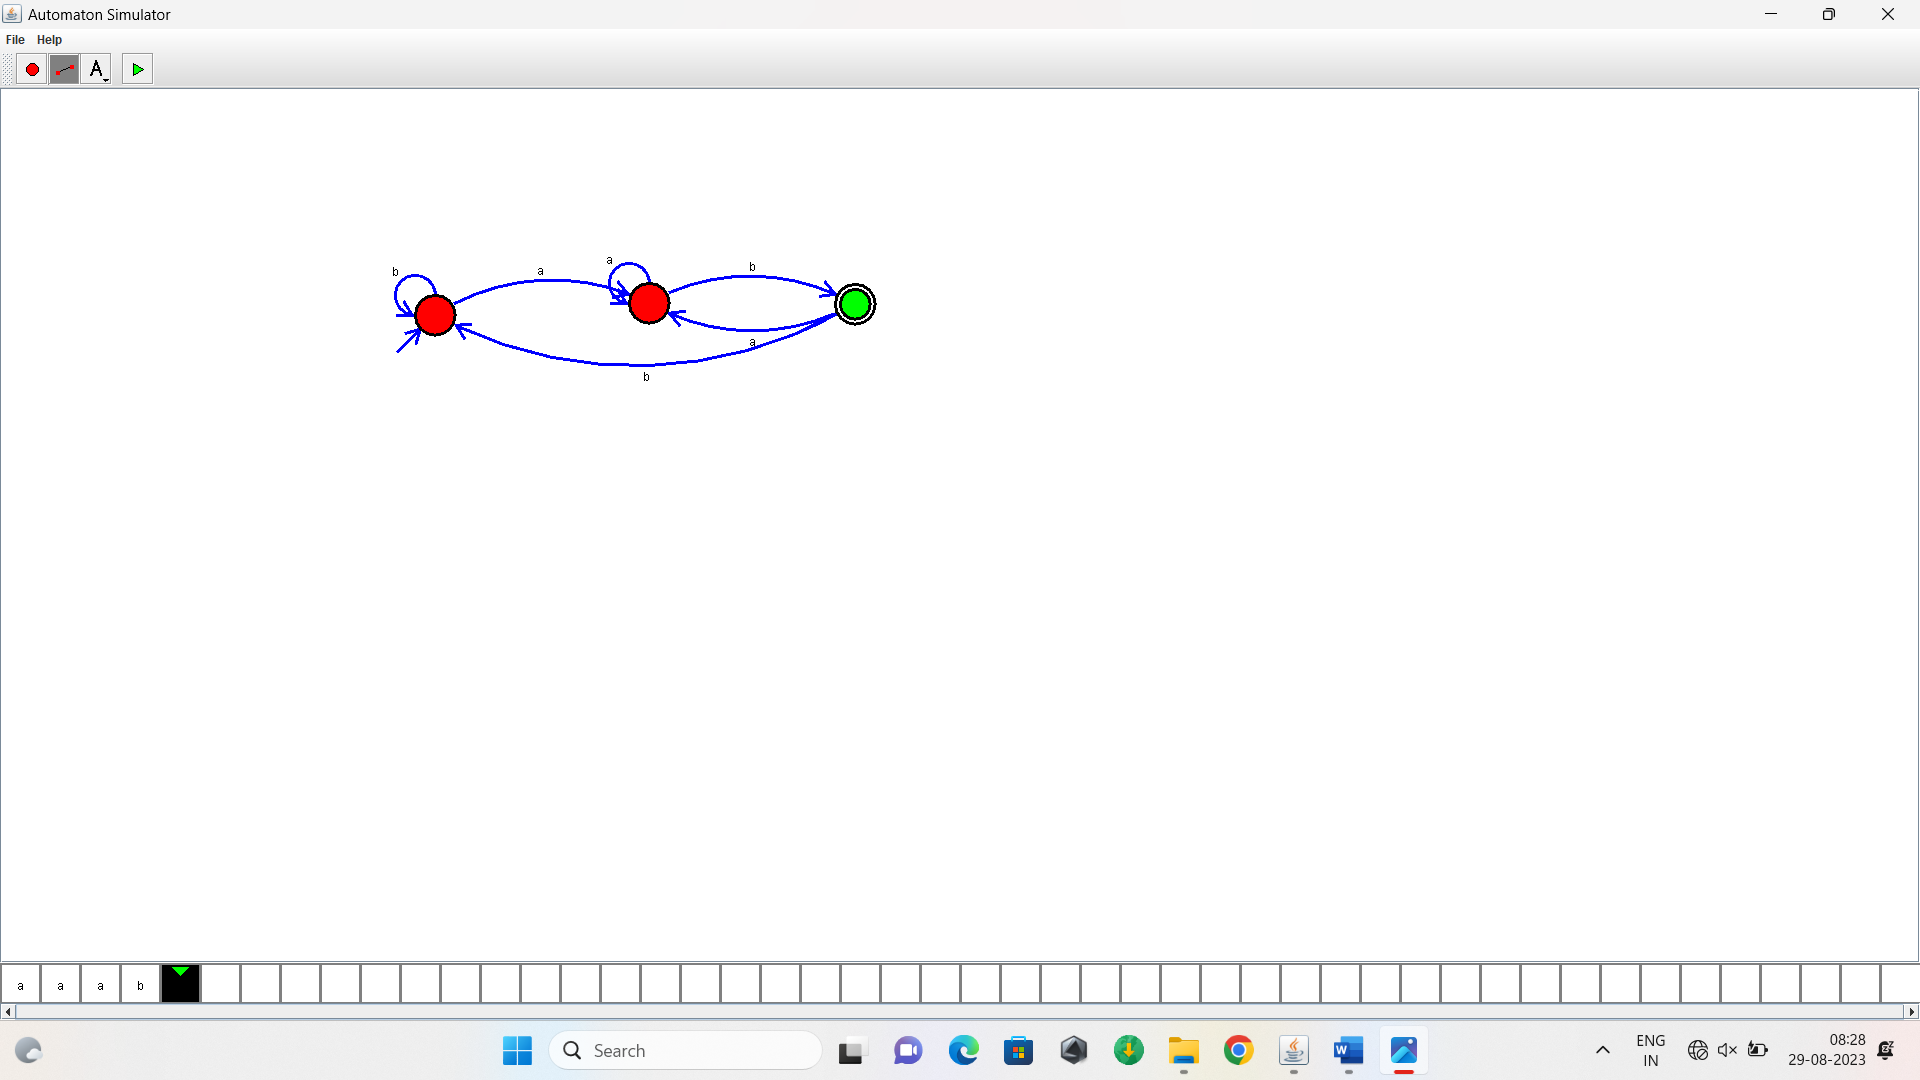 Automaton Simulator
File Help
A
a
b a b
a
b
a a a b
Search
ENG
IN
08:28
29-08-2023